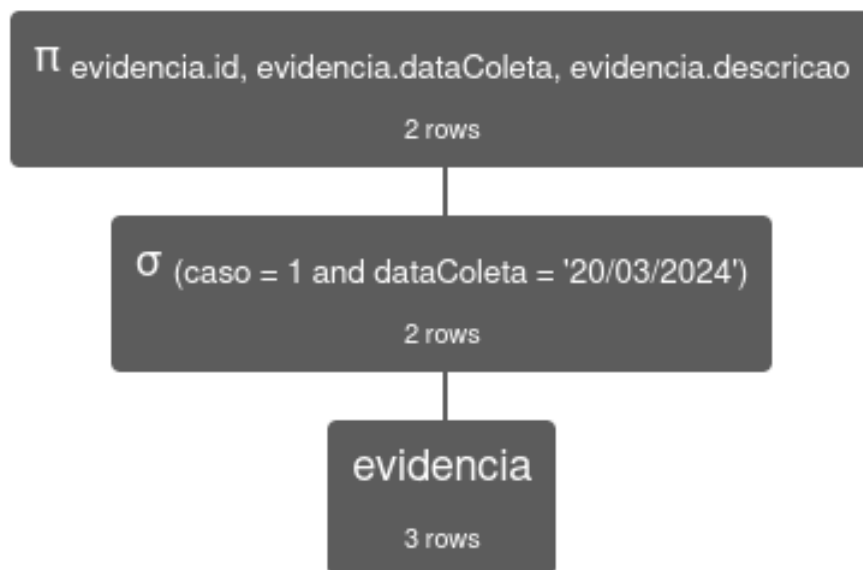 π evidencia.id, evidencia.dataColeta, evidencia.descricao
2 rows
σ (caso = 1 and dataColeta = '20/03/2024')
2 rows
evidencia
3 rows